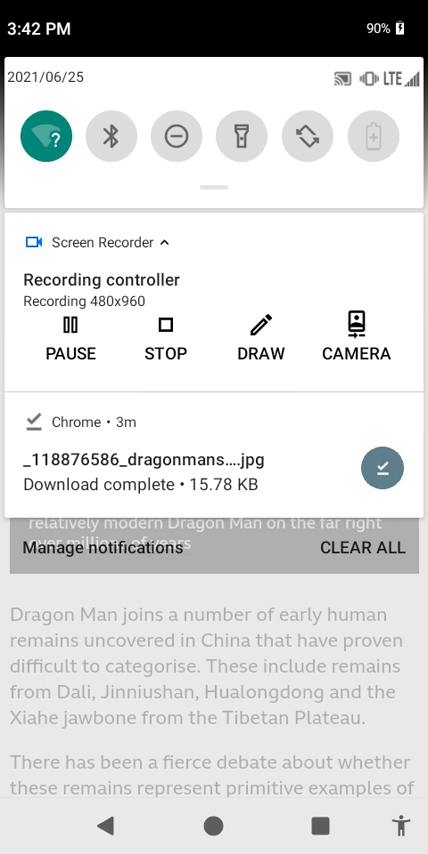 3:42 PM
90%
2021/06/25
LTE
?
Screen Recorder
Recording controller
Recording 480x960
PAUSE
STOP
DRAW
CAMERA
Chrome • 3m
_118876586_dragonmans....jpg
Download complete • 15.78 KB
relatively modern Dragon Man on the far right
over millions of years
Manage notifications
CLEAR ALL
Dragon Man joins a number of early human
remains uncovered in China that have proven
difficult to categorise. These include remains
from Dali, Jinniushan, Hualongdong and the
Xiahe jawbone from the Tibetan Plateau.
There has been a fierce debate about whether
these remains represent primitive examples of